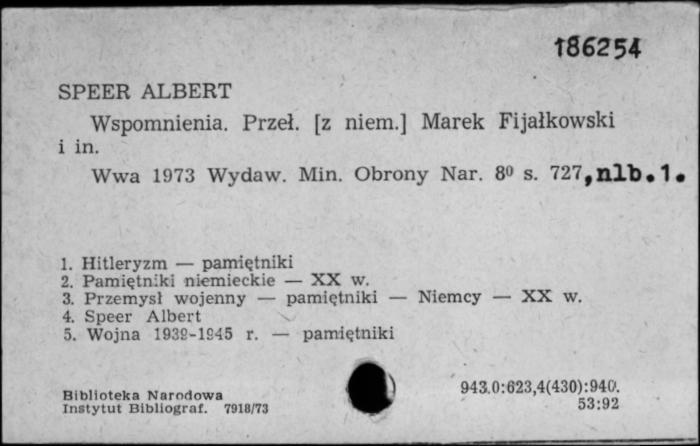 186254
SPEER ALBERT
Wspomnienia. Przeł. [z niem.] Marek Fijałkowski
i in.
Wwa 1973 Wydaw. Min. Obrony Nar. 8⁰ s. 727, nlb. 1.
1. Hitleryzm — pamiętniki
2. Pamiętniki niemieckie — XX w.
3. Przemysł wojenny — pamiętniki — Niemcy — XX w.
4. Speer Albert
5. Wojna 1939-1945 r. — pamiętniki
943.0:623,4(430):940.
53:92
Biblioteka Narodowa
Instytut Bibliograf. 7918/73